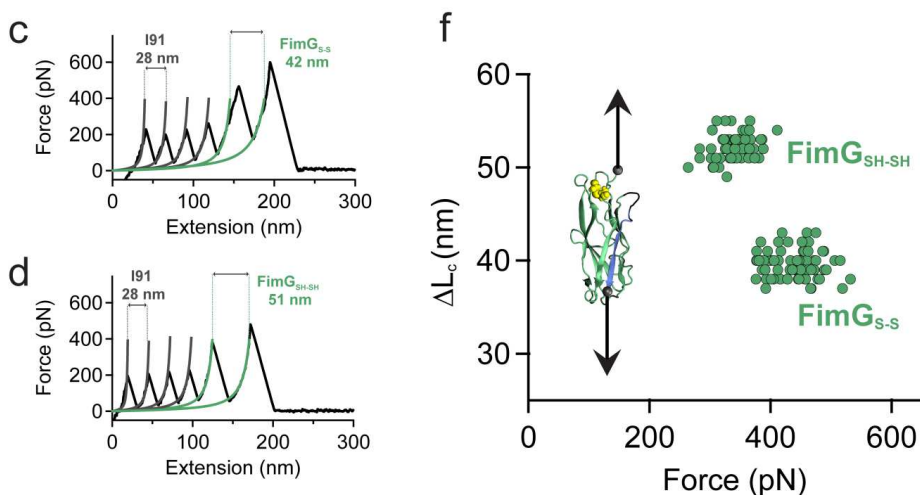 c
I91
28 nm
FimGS-S
42 nm
600
400
200
0
Force (pN)
0
100
200
300
Extension (nm)
d
I91
28 nm
FimGSH-SH
51 nm
600
400
200
0
Force (pN)
0
100
200
300
Extension (nm)
f
60
50
40
30
ΔLc (nm)
FimGSH-SH
FimGS-S
0
200
400
600
Force (pN)